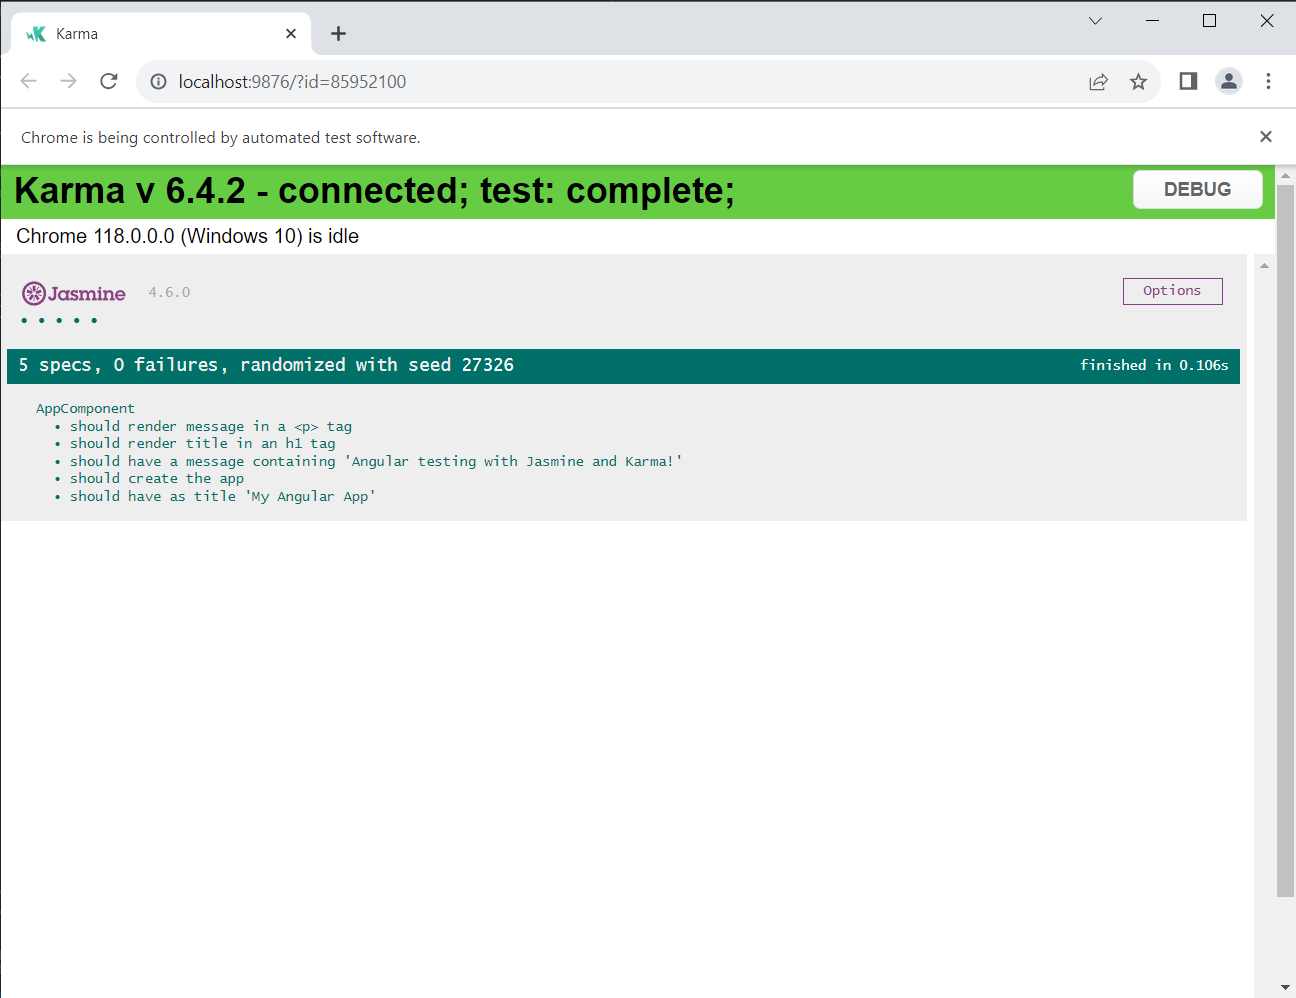 Karma
localhost:9876/?id=85952100
Chrome is being controlled by automated test software.
Karma v 6.4.2 - connected; test: complete;
DEBUG
Chrome 118.0.0.0 (Windows 10) is idle
Jasmine 4.6.0
Options
• • • • •
5 specs, 0 failures, randomized with seed 27326
finished in 0.106s
AppComponent
• should render message in a <p> tag
• should render title in an h1 tag
• should have a message containing 'Angular testing with Jasmine and Karma!'
• should create the app
• should have as title 'My Angular App'